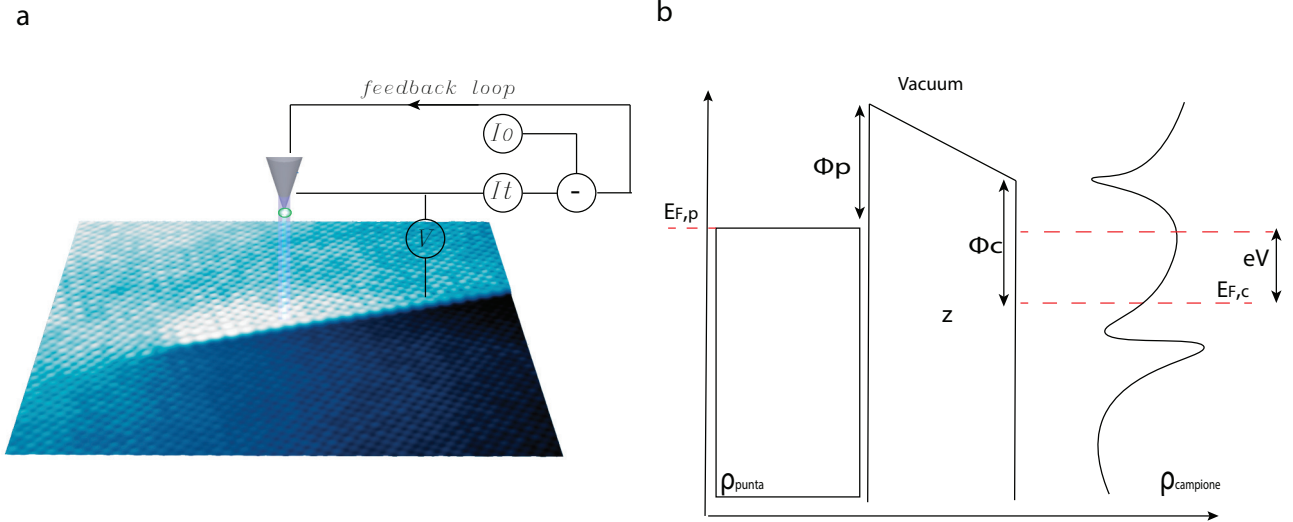 a
feedback loop
I0
It
-
V
b
Vacuum
Φp
EF,p
Φc
eV
EF,c
z
ρpunta
ρcampione